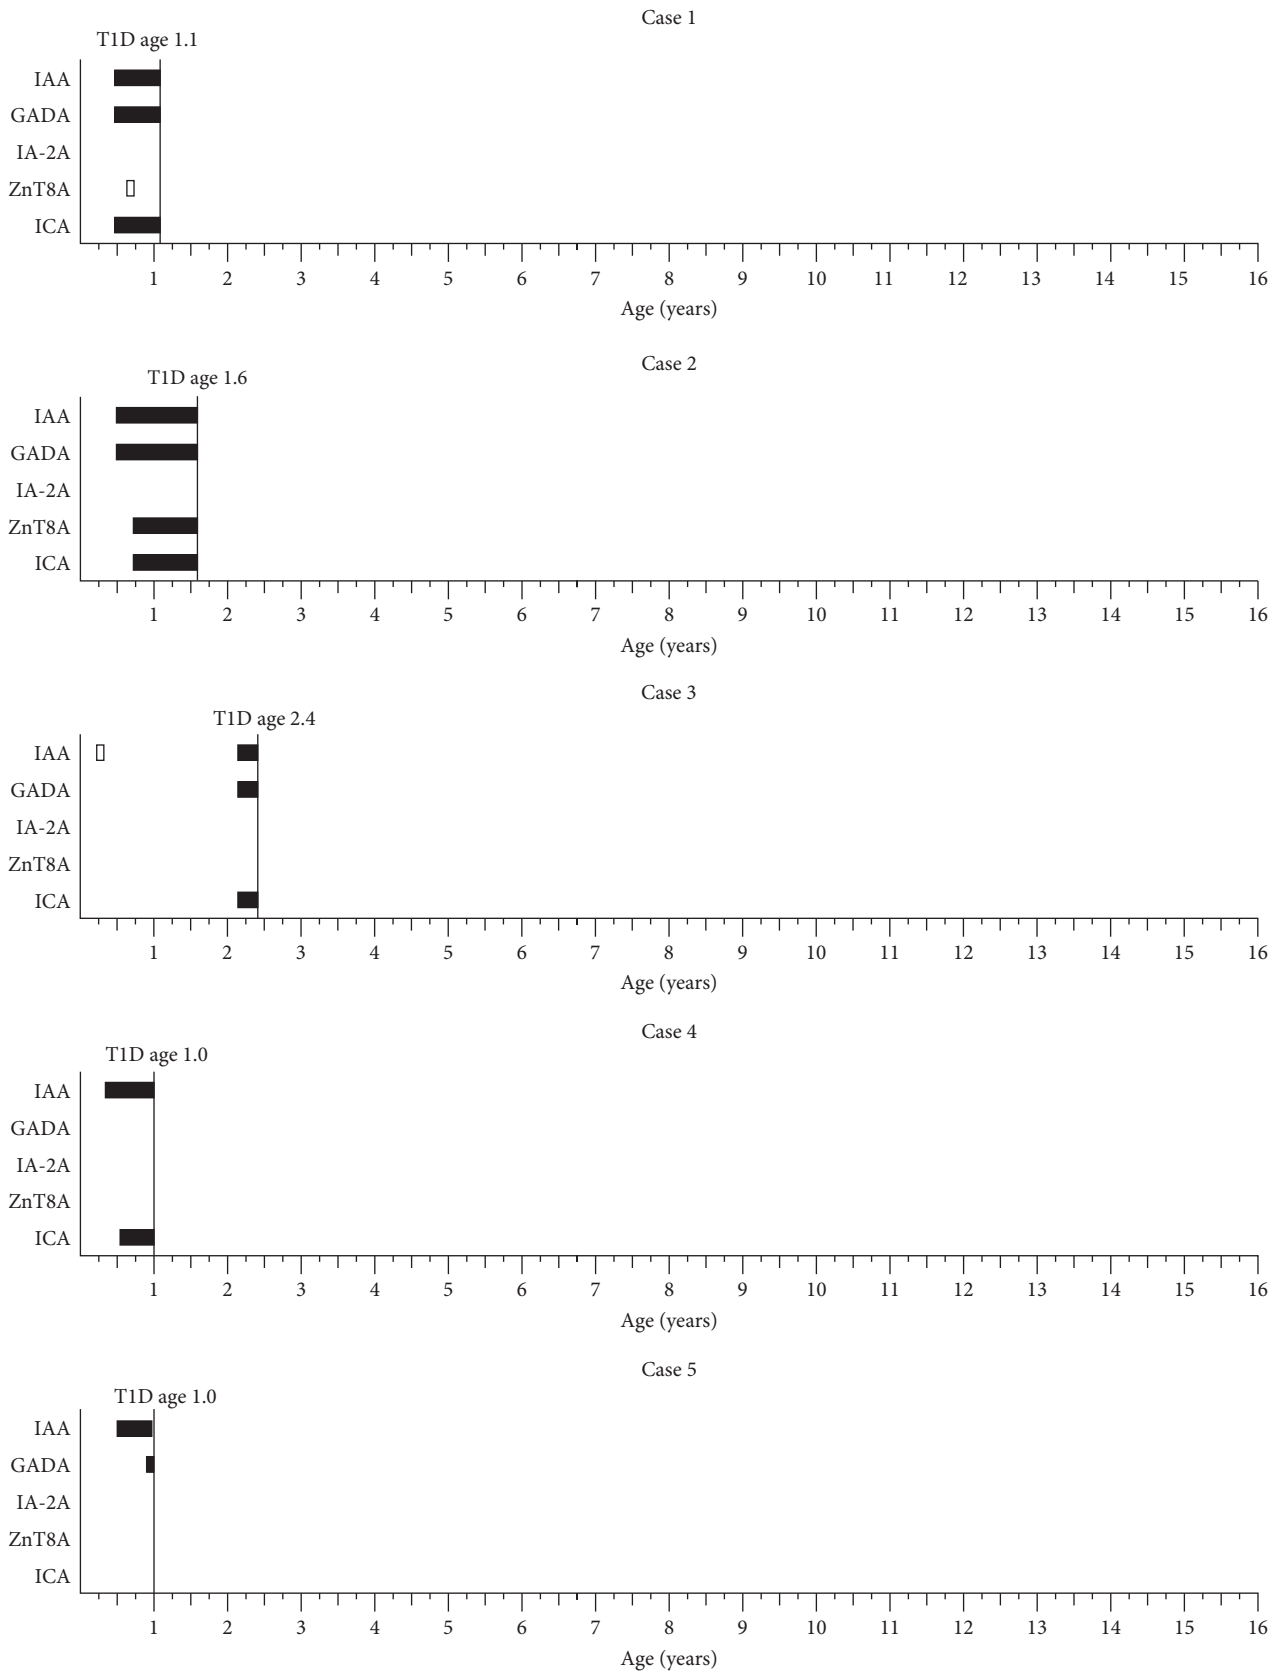 Case 1
T1D age 1.1
IAA
GADA
IA-2A
ZnT8A
ICA
1 2 3 4 5 6 7 8 9 10 11 12 13 14 15 16
Age (years)
Case 2
T1D age 1.6
IAA
GADA
IA-2A
ZnT8A
ICA
1 2 3 4 5 6 7 8 9 10 11 12 13 14 15 16
Age (years)
Case 3
T1D age 2.4
IAA
GADA
IA-2A
ZnT8A
ICA
1 2 3 4 5 6 7 8 9 10 11 12 13 14 15 16
Age (years)
Case 4
T1D age 1.0
IAA
GADA
IA-2A
ZnT8A
ICA
1 2 3 4 5 6 7 8 9 10 11 12 13 14 15 16
Age (years)
Case 5
T1D age 1.0
IAA
GADA
IA-2A
ZnT8A
ICA
1 2 3 4 5 6 7 8 9 10 11 12 13 14 15 16
Age (years)